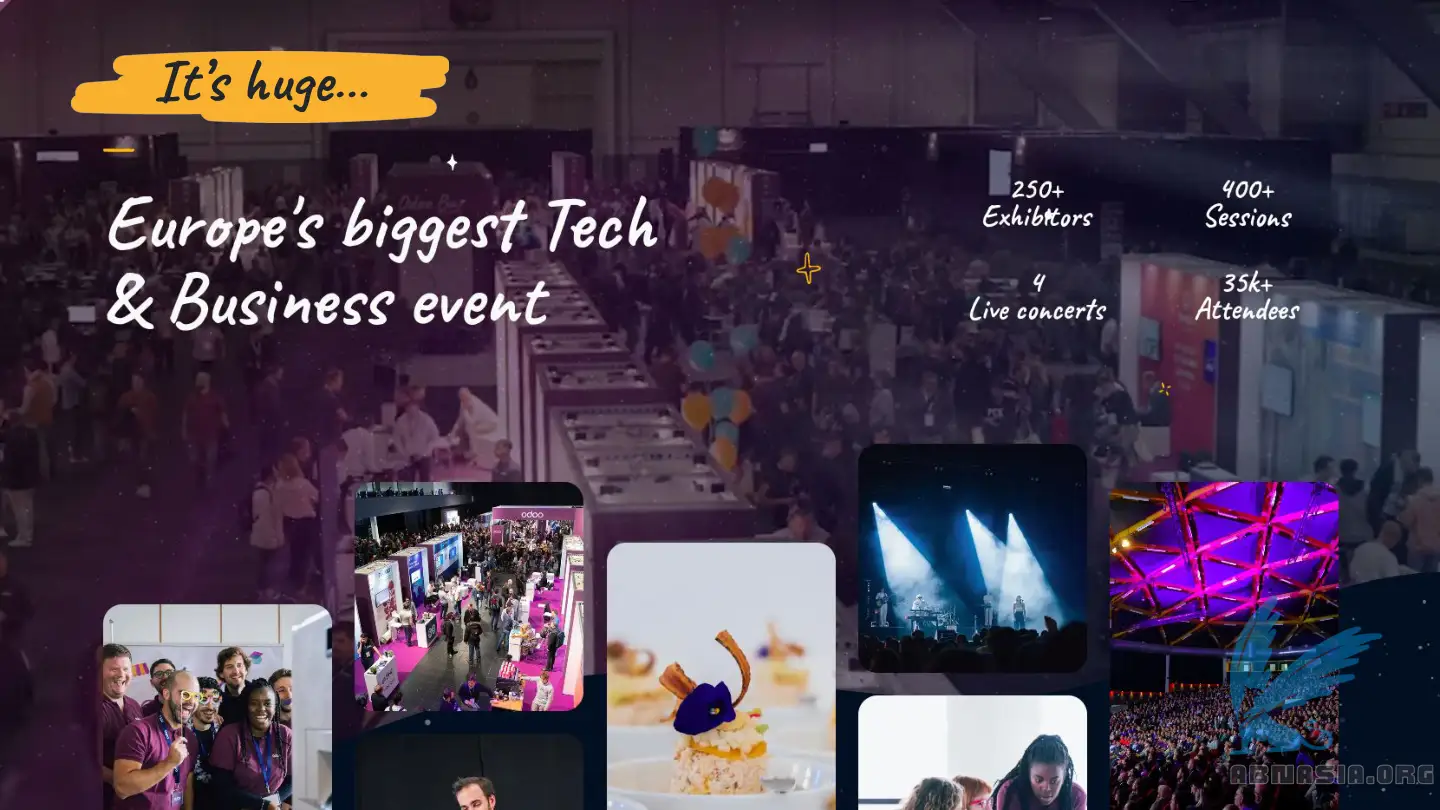 It's huge...
Europe's biggest Tech
& Business event
250+
Exhibitors
400+
Sessions
4
Live concerts
35k+
Attendees
odoo
ABNASIA.ORG